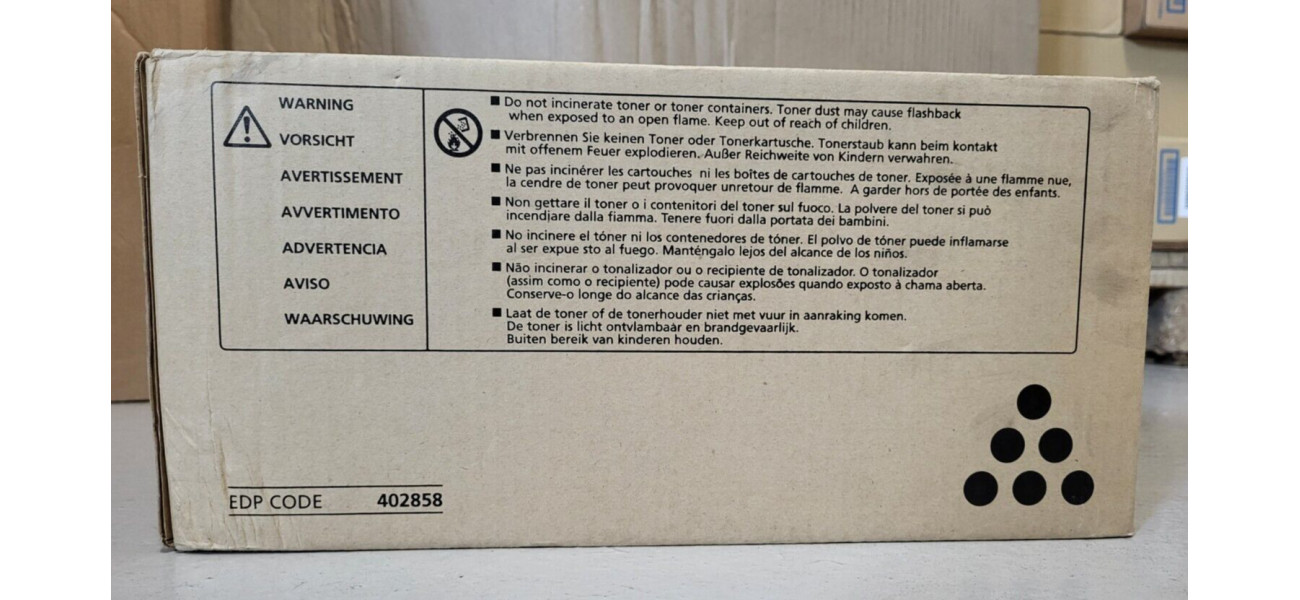 WARNING
VORSICHT
AVERTISSEMENT
AVVERTIMENTO
ADVERTENCIA
AVISO
WAARSCHUWING
■ Do not incinerate toner or toner containers. Toner dust may cause flashback
when exposed to an open flame. Keep out of reach of children.
■ Verbrennen Sie keinen Toner oder Tonerkartusche. Tonerstaub kann beim kontakt
mit offenem Feuer explodieren. Außer Reichweite von Kindern verwahren.
■ Ne pas incinérer les cartouches ni les boîtes de cartouches de toner. Exposée à une flamme nue,
la cendre de toner peut provoquer unretour de flamme. A garder hors de portée des enfants.
■ Non gettare il toner o i contenitori del toner sul fuoco. La polvere del toner si può
incendiare dalla fiamma. Tenere fuori dalla portata dei bambini.
■ No incinere el tóner ni los contenedores de tóner. El polvo de tóner puede inflamarse
al ser expue sto al fuego. Manténgalo lejos del alcance de los niños.
■ Não incinerar o tonalizador ou o recipiente de tonalizador. O tonalizador
(assim como o recipiente) pode causar explosões quando exposto à chama aberta.
Conserve-o longe do alcance das crianças.
■ Laat de toner of de tonerhouder niet met vuur in aanraking komen.
De toner is licht ontvlambaar en brandgevaarlijk.
Buiten bereik van kinderen houden.
EDP CODE 402858